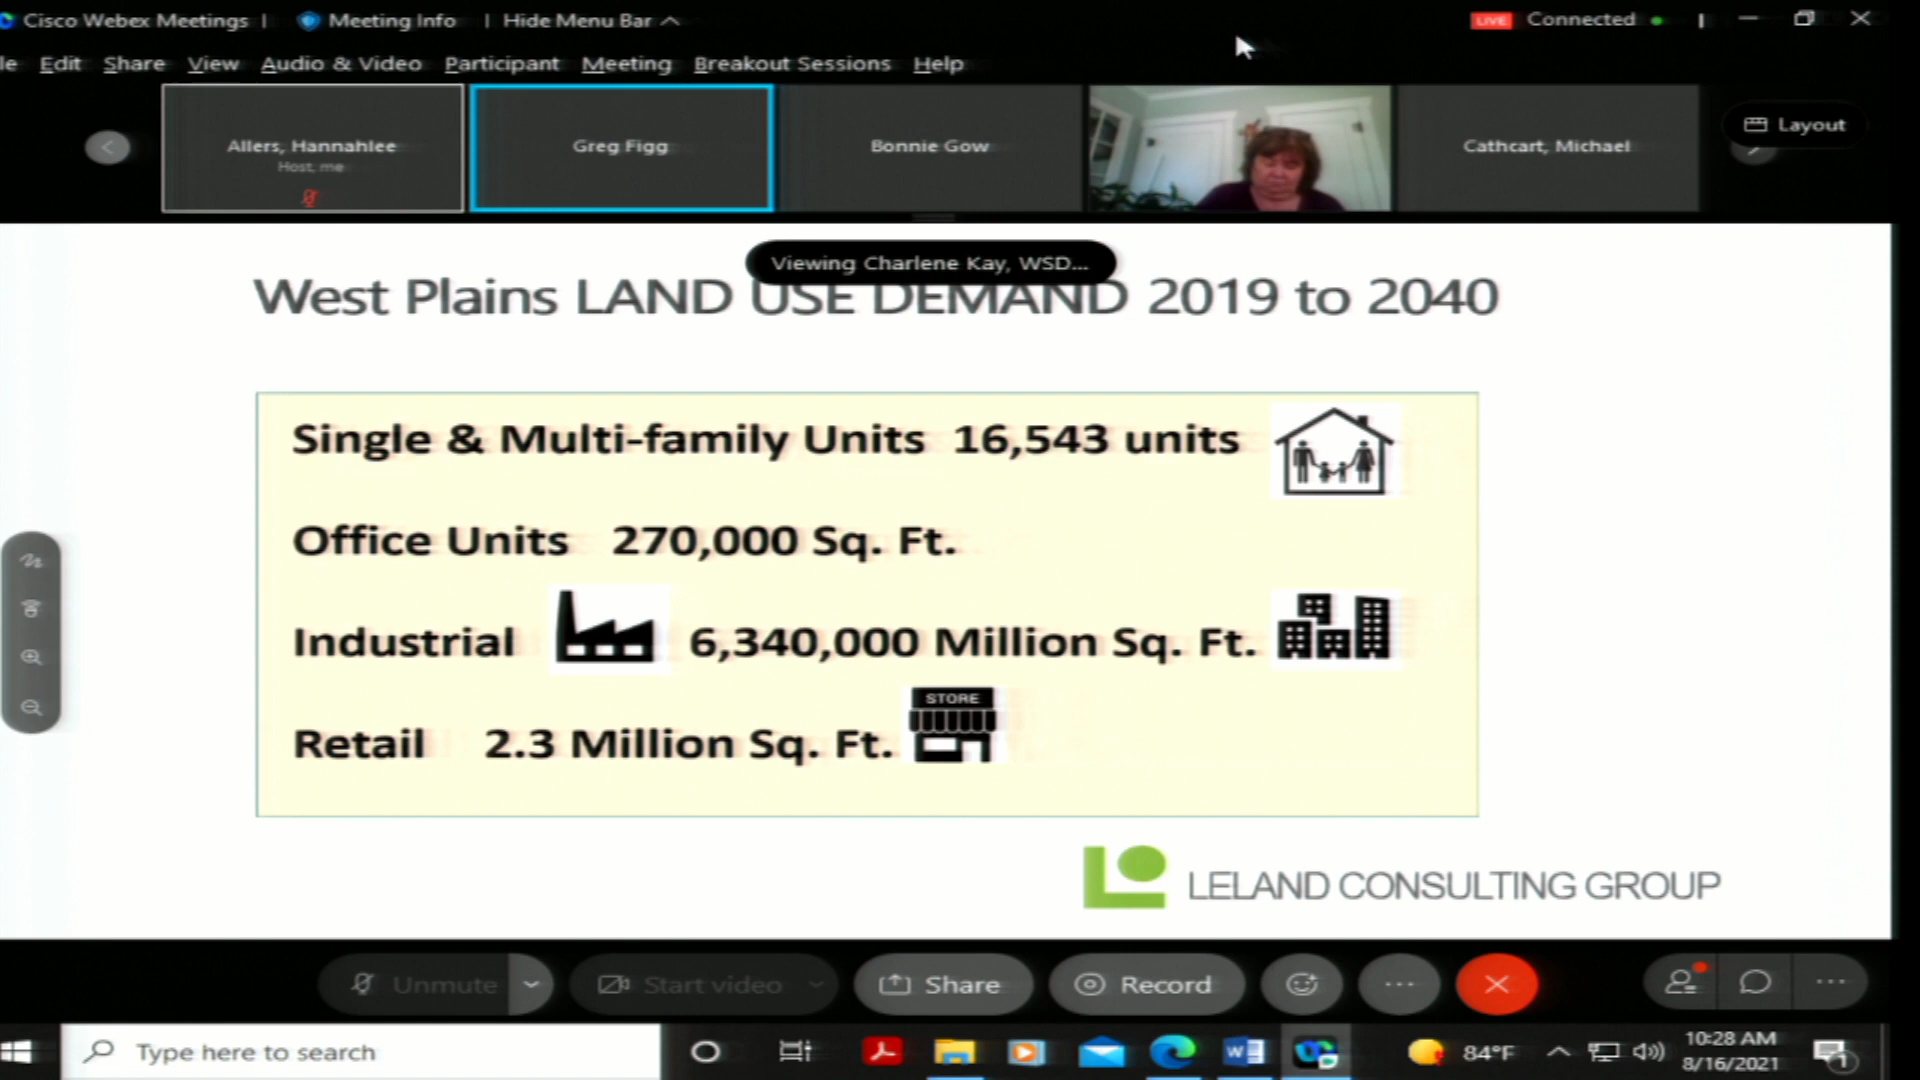 Cisco Webex Meetings | Meeting Info | Hide Menu Bar
LIVE Connected
le Edit Share View Audio & Video Participant Meeting Breakout Sessions Help
Allers, Hannahlee
Host, me
Greg Figg
Bonnie Gow
Cathcart, Michael
Layout
Viewing Charlene Kay, WSD...
West Plains LAND USE DEMAND 2019 to 2040
Single & Multi-family Units 16,543 units
Office Units 270,000 Sq. Ft.
Industrial 6,340,000 Million Sq. Ft.
STORE
Retail 2.3 Million Sq. Ft.
LELAND CONSULTING GROUP
Unmute
Start video
Share
Record
Type here to search
84°F
10:28 AM
8/16/2021
1